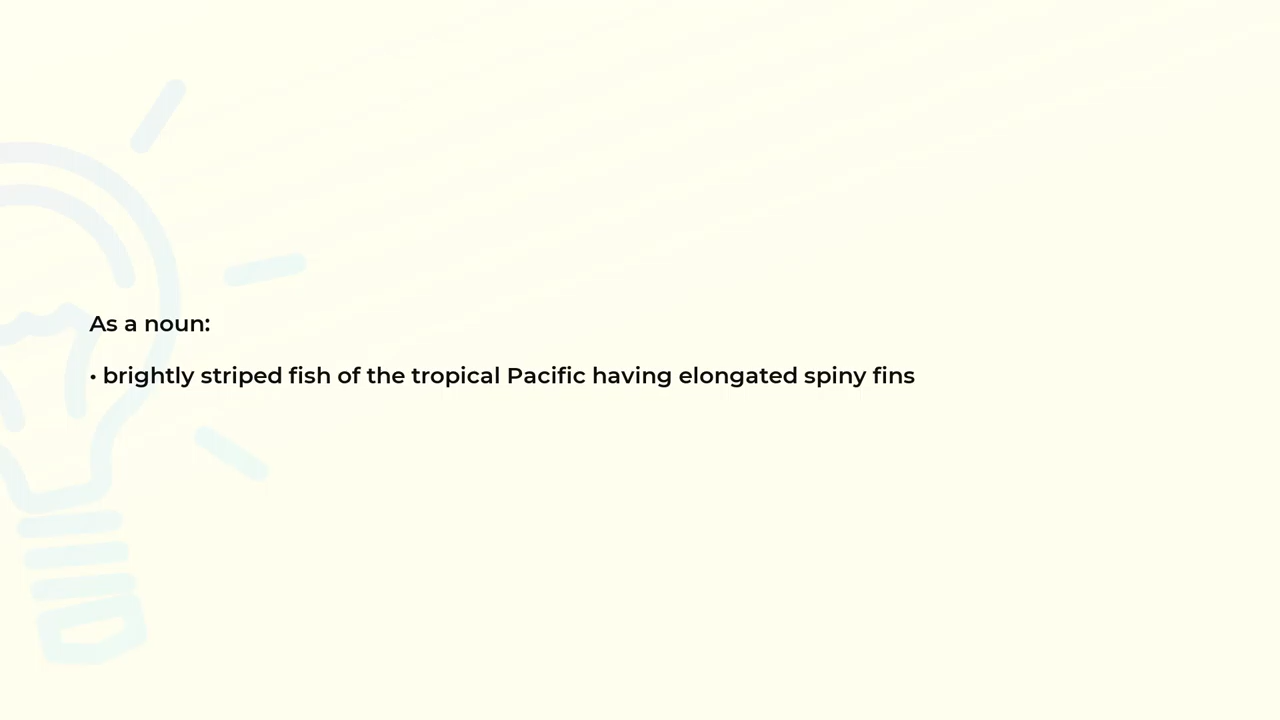 As a noun:
• brightly striped fish of the tropical Pacific having elongated spiny fins